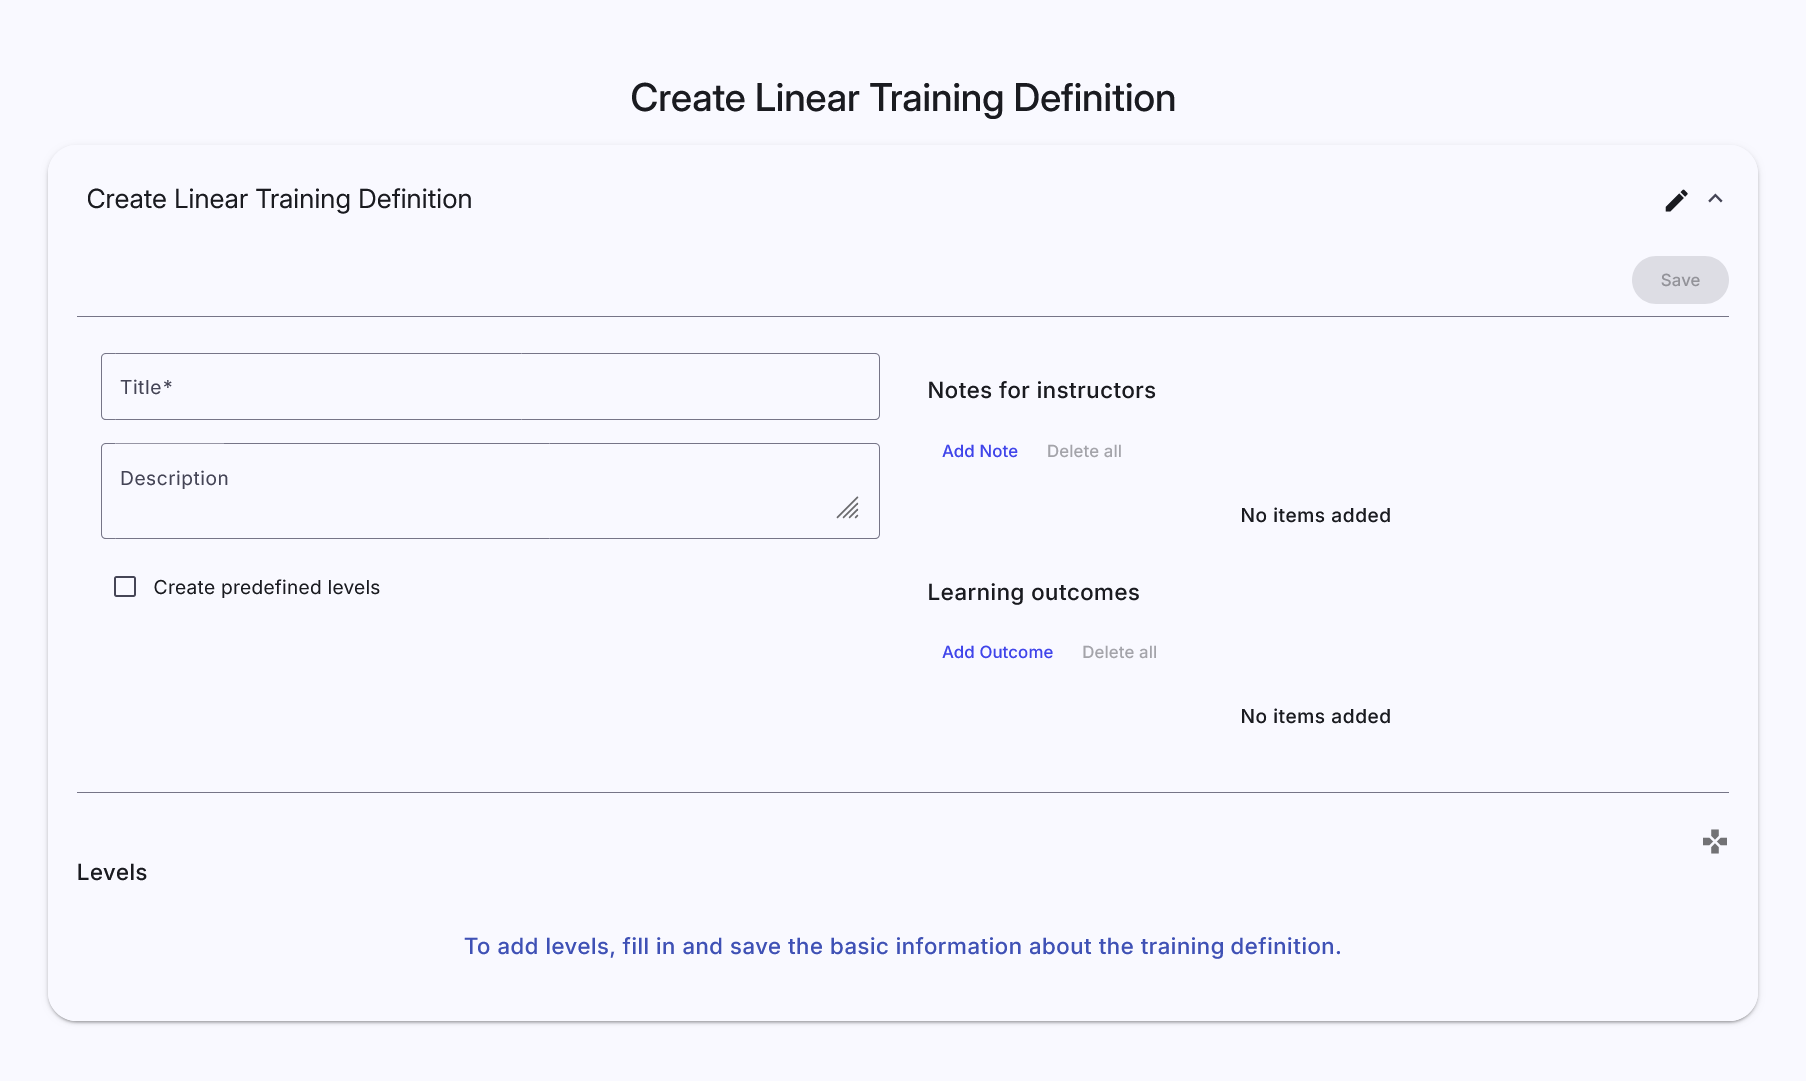 Create Linear Training Definition
Create Linear Training Definition
Save
Title*
Description
Create predefined levels
Notes for instructors
Add Note Delete all
No items added
Learning outcomes
Add Outcome Delete all
No items added
Levels
To add levels, fill in and save the basic information about the training definition.